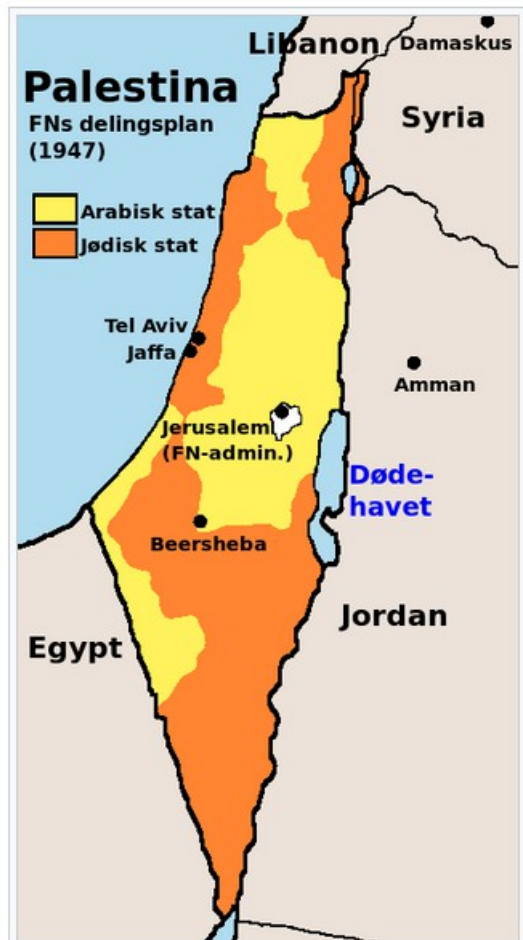 Libanon
Damaskus
Palestina
FNs delingsplan
(1947)
Syria
Arabisk stat
Jødisk stat
Tel Aviv
Jaffa
Amman
Jerusalem
(FN-admin.)
Døde-
havet
Beersheba
Jordan
Egypt